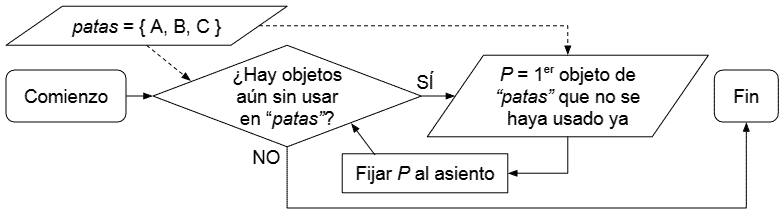 patas = { A, B, C }
Comienzo
¿Hay objetos
aún sin usar
en “patas”?
SÍ
P = 1er objeto de
“patas” que no se
haya usado ya
Fin
NO
Fijar P al asiento